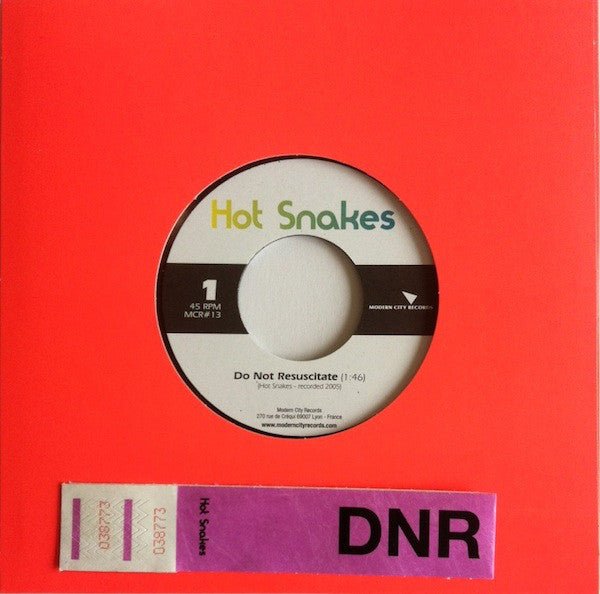 Hot Snakes
1
45 RPM
MCR#13
MODERN CITY RECORDS
Do Not Resuscitate (1:46)
(Hot Snakes - recorded 2005)
Modern City Records
270 rue de Créqui 69007 Lyon - France
www.moderncityrecords.com
038773
038773
Hot Snakes
DNR